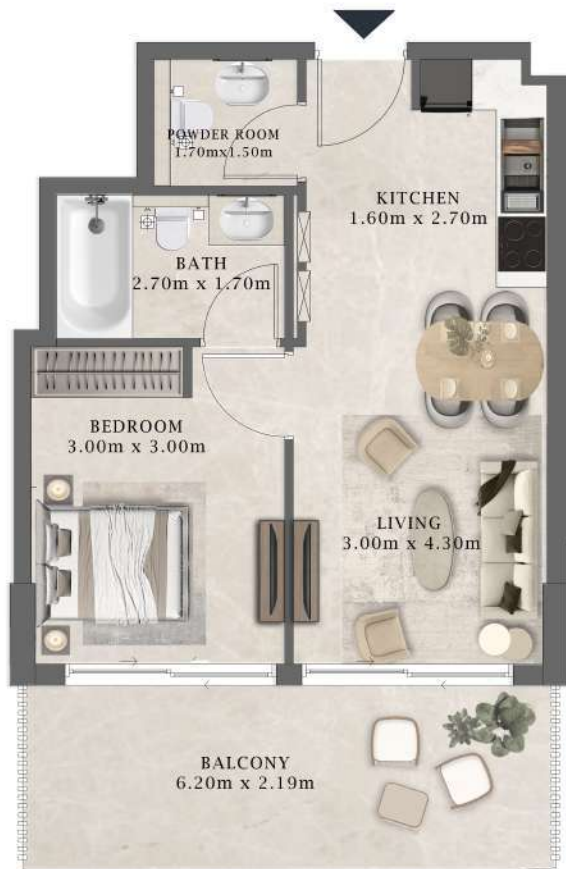 POWDER ROOM
1.70mx1.50m
KITCHEN
1.60m x 2.70m
BATH
2.70m x 1.70m
BEDROOM
3.00m x 3.00m
LIVING
3.00m x 4.30m
BALCONY
6.20m x 2.19m